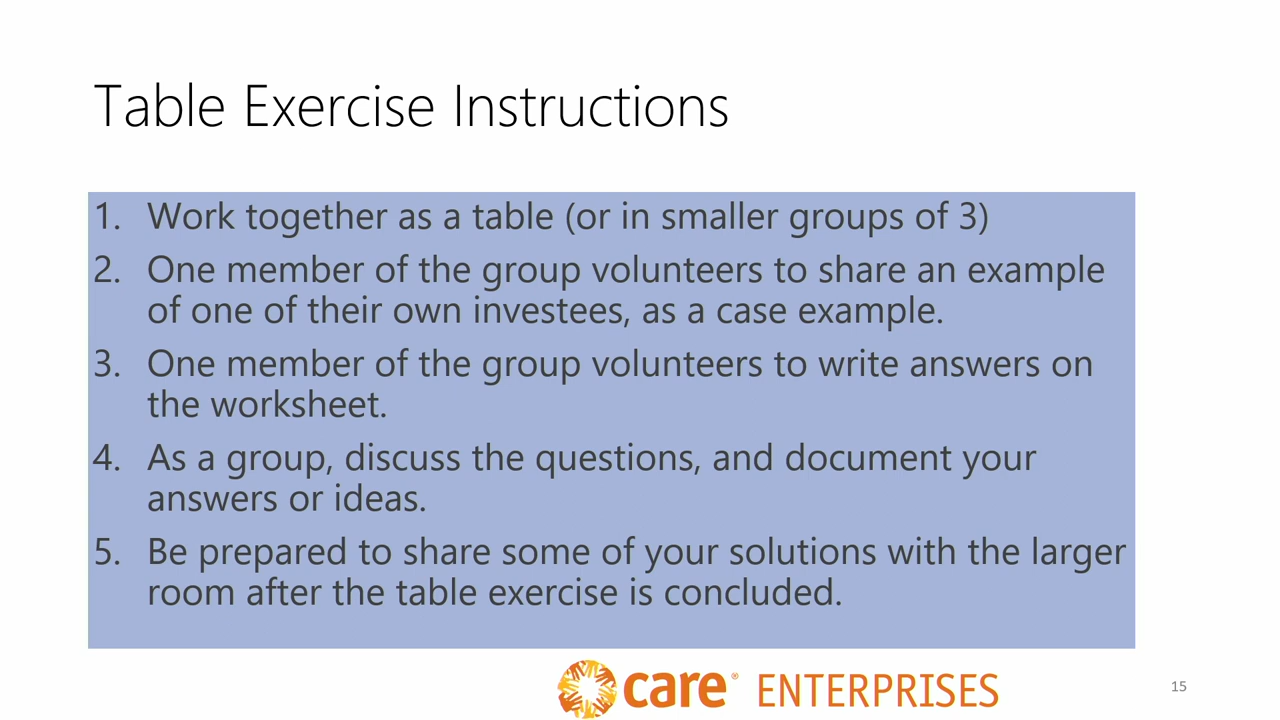 Table Exercise Instructions
1. Work together as a table (or in smaller groups of 3)
2. One member of the group volunteers to share an example
of one of their own investees, as a case example.
3. One member of the group volunteers to write answers on
the worksheet.
4. As a group, discuss the questions, and document your
answers or ideas.
5. Be prepared to share some of your solutions with the larger
room after the table exercise is concluded.
care® ENTERPRISES
15